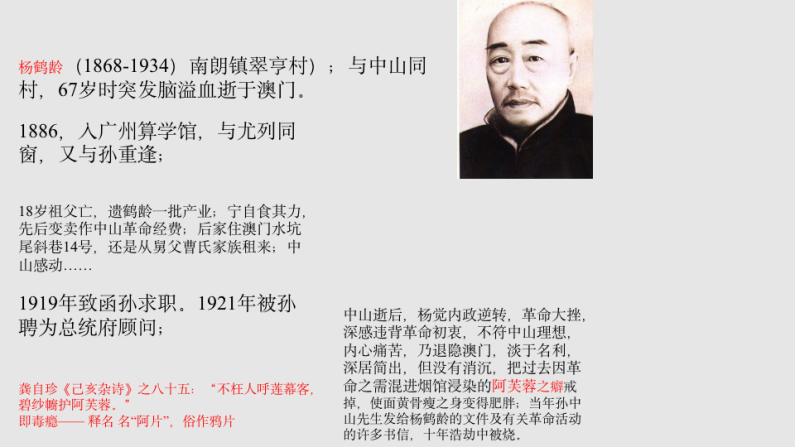 杨鹤龄（1868-1934）南朗镇翠亨村）；与中山同
村，67岁时突发脑溢血逝于澳门。
1886，入广州算学馆，与尤列同
窗，又与孙重逢；
18岁祖父亡，遗鹤龄一批产业；宁自食其力，
先后变卖作中山革命经费；后家住澳门水坑
尾斜巷14号，还是从舅父曹氏家族租来；中
山感动……
1919年致函孙求职。1921年被孙
聘为总统府顾问；
龚自珍《己亥杂诗》之八十五：“不枉人呼莲幕客，
碧纱幮护阿芙蓉。”
即毒瘾—— 释名 名“阿片”，俗作鸦片
中山逝后，杨觉内政逆转，革命大挫，
深感违背革命初衷，不符中山理想，
内心痛苦，乃退隐澳门，淡于名利，
深居简出，但没有消沉，把过去因革
命之需混进烟馆浸染的阿芙蓉之癖戒
掉，使面黄骨瘦之身变得肥胖；当年孙中
山先生发给杨鹤龄的文件及有关革命活动
的许多书信，十年浩劫中被烧。